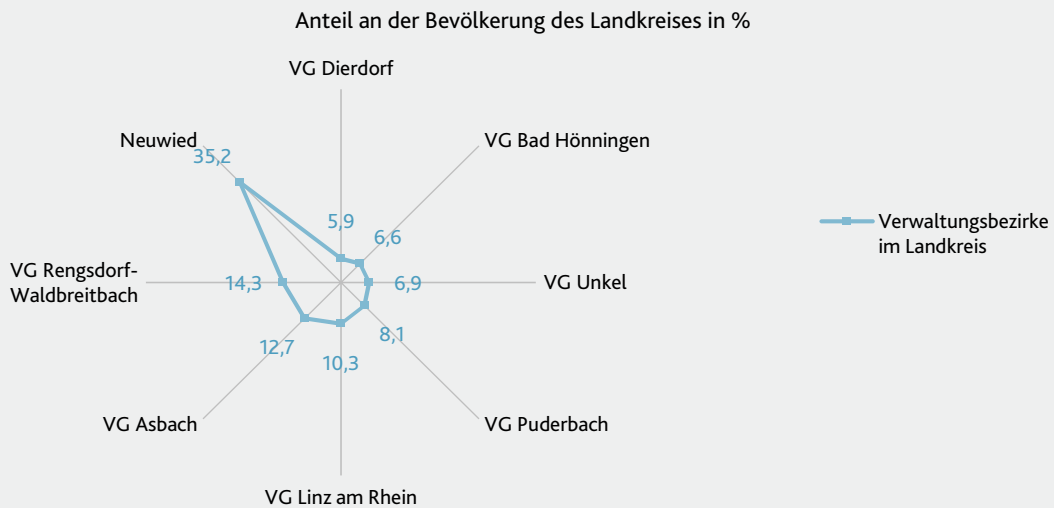 Anteil an der Bevölkerung des Landkreises in %
VG Dierdorf
Neuwied
VG Bad Hönningen
35,2
5,9
6,6
Verwaltungsbezirke
im Landkreis
VG Rengsdorf-
Waldbreitbach
14,3
6,9
VG Unkel
8,1
12,7
10,3
VG Asbach
VG Puderbach
VG Linz am Rhein